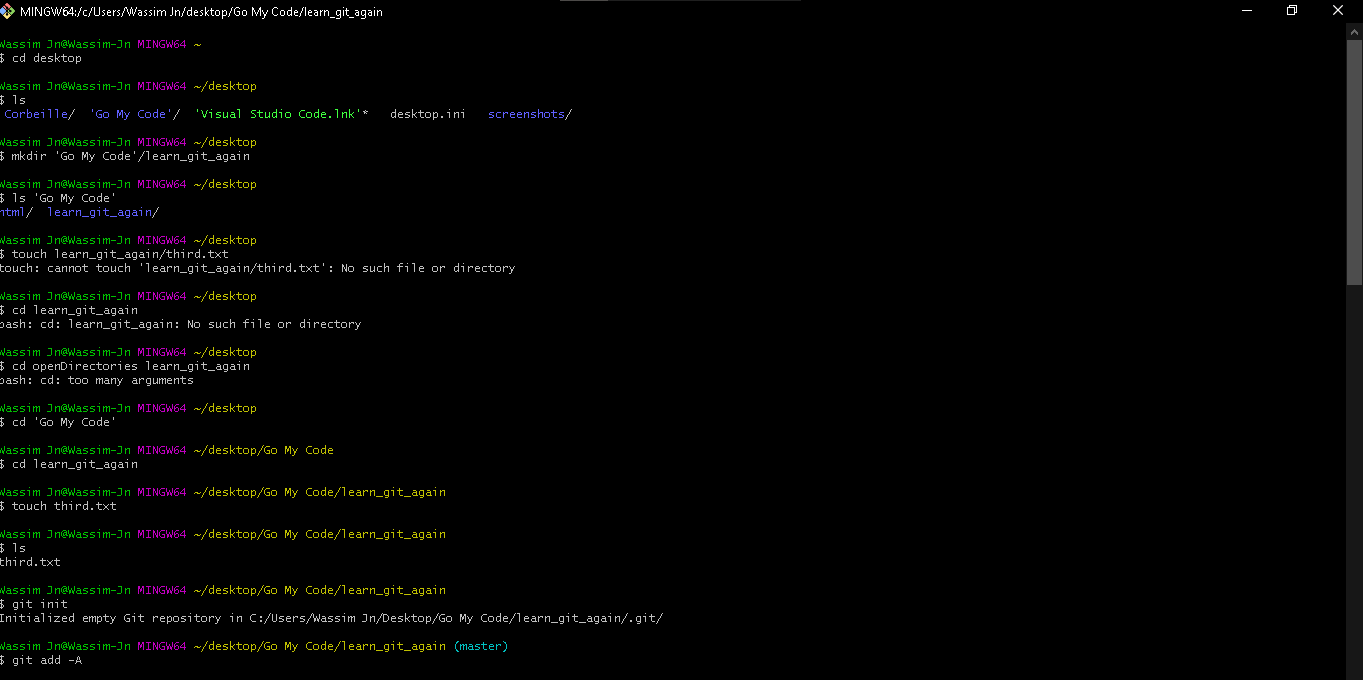 MINGW64:/c/Users/Wassim Jn/desktop/Go My Code/learn_git_again
Wassim Jn@Wassim-Jn MINGW64 ~
$ cd desktop
Wassim Jn@Wassim-Jn MINGW64 ~/desktop
$ ls
Corbeille/  'Go My Code'/  'Visual Studio Code.lnk'*   desktop.ini   screenshots/
Wassim Jn@Wassim-Jn MINGW64 ~/desktop
$ mkdir 'Go My Code'/learn_git_again
Wassim Jn@Wassim-Jn MINGW64 ~/desktop
$ ls 'Go My Code'
html/  learn_git_again/
Wassim Jn@Wassim-Jn MINGW64 ~/desktop
$ touch learn_git_again/third.txt
touch: cannot touch 'learn_git_again/third.txt': No such file or directory
Wassim Jn@Wassim-Jn MINGW64 ~/desktop
$ cd learn_git_again
bash: cd: learn_git_again: No such file or directory
Wassim Jn@Wassim-Jn MINGW64 ~/desktop
$ cd openDirectories learn_git_again
bash: cd: too many arguments
Wassim Jn@Wassim-Jn MINGW64 ~/desktop
$ cd 'Go My Code'
Wassim Jn@Wassim-Jn MINGW64 ~/desktop/Go My Code
$ cd learn_git_again
Wassim Jn@Wassim-Jn MINGW64 ~/desktop/Go My Code/learn_git_again
$ touch third.txt
Wassim Jn@Wassim-Jn MINGW64 ~/desktop/Go My Code/learn_git_again
$ ls
third.txt
Wassim Jn@Wassim-Jn MINGW64 ~/desktop/Go My Code/learn_git_again
$ git init
Initialized empty Git repository in C:/Users/Wassim Jn/Desktop/Go My Code/learn_git_again/.git/
Wassim Jn@Wassim-Jn MINGW64 ~/desktop/Go My Code/learn_git_again (master)
$ git add -A